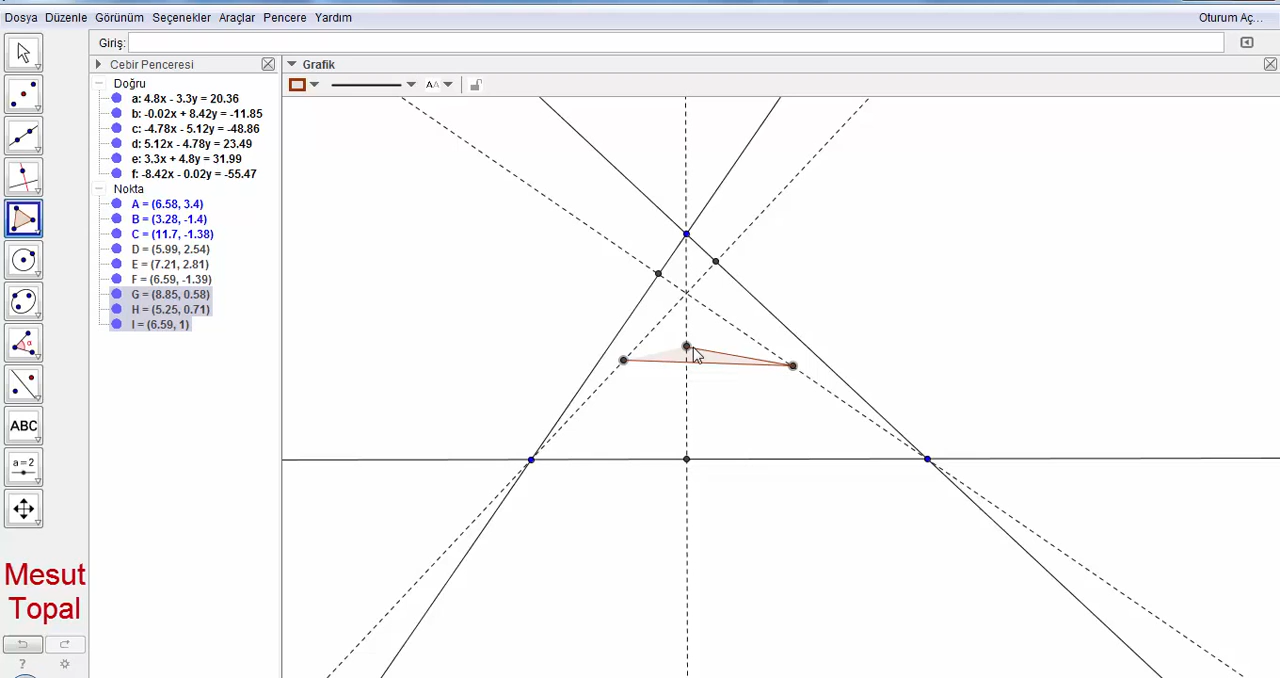 Dosya Düzenle Görünüm Seçenekler Araçlar Pencere Yardım Oturum Aç...
Giriş:
Cebir Penceresi
Grafik
AA
Doğru
a: 4.8x - 3.3y = 20.36
b: -0.02x + 8.42y = -11.85
c: -4.78x - 5.12y = -48.86
d: 5.12x - 4.78y = 23.49
e: 3.3x + 4.8y = 31.99
f: -8.42x - 0.02y = -55.47
Nokta
A = (6.58, 3.4)
B = (3.28, -1.4)
C = (11.7, -1.38)
D = (5.99, 2.54)
E = (7.21, 2.81)
F = (6.59, -1.39)
G = (8.85, 0.58)
H = (5.25, 0.71)
I = (6.59, 1)
α
ABC
a=2
Mesut
Topal
?